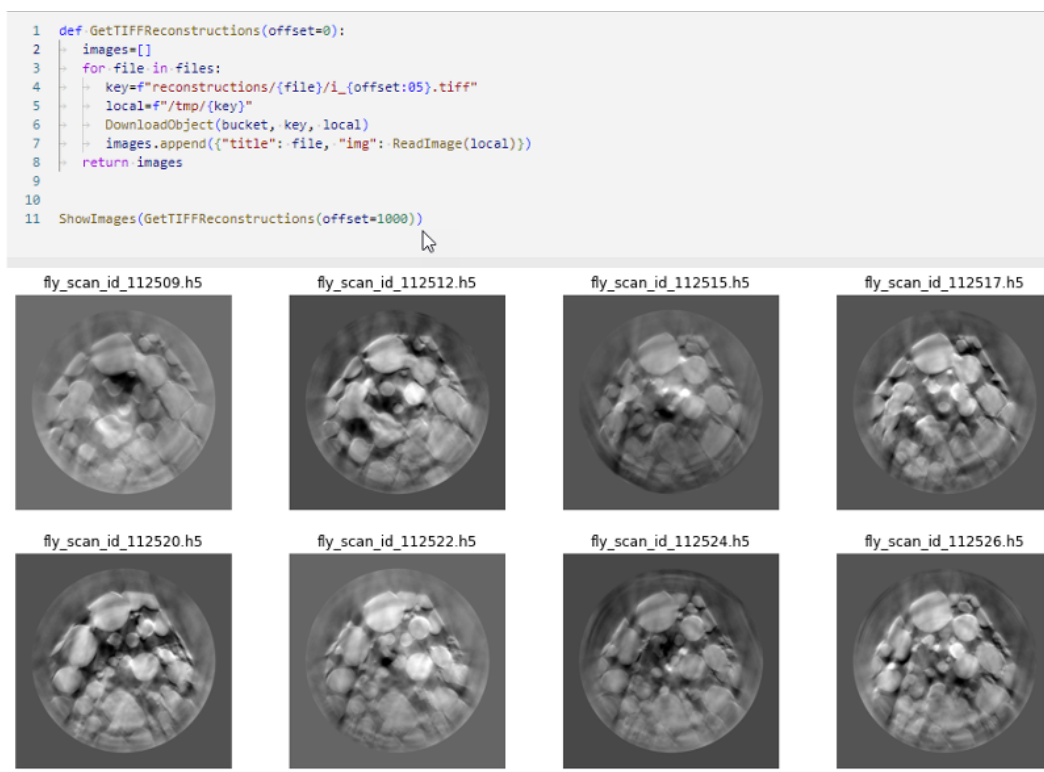 1 def GetTIFFReconstructions(offset=0):
2 images=[]
3 for file in files:
4 key=f"reconstructions/{file}/i_{offset:05}.tiff"
5 local=f"/tmp/{key}"
6 DownloadObject(bucket, key, local)
7 images.append({"title": file, "img": ReadImage(local)})
8 return images
9
10
11 ShowImages(GetTIFFReconstructions(offset=1000))
fly_scan_id_112509.h5 fly_scan_id_112512.h5 fly_scan_id_112515.h5 fly_scan_id_112517.h5
fly_scan_id_112520.h5 fly_scan_id_112522.h5 fly_scan_id_112524.h5 fly_scan_id_112526.h5